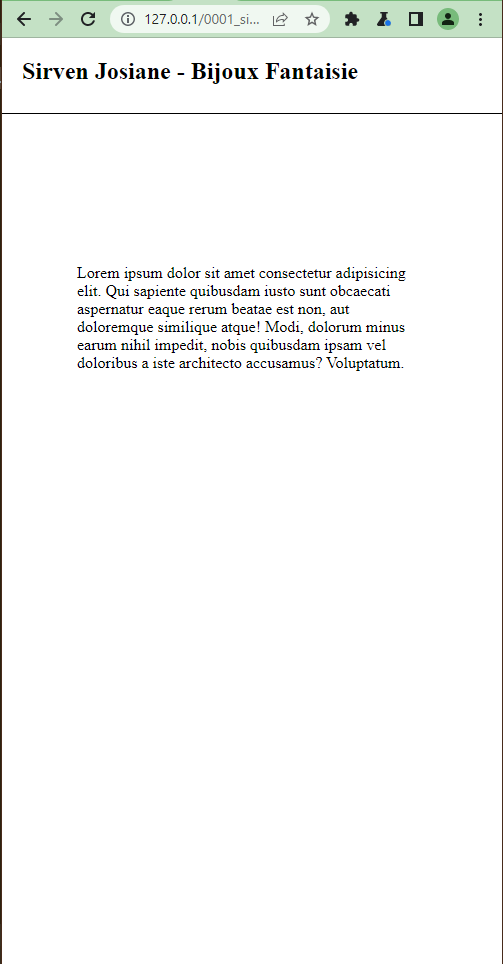 127.0.0.1/0001_si...
Sirven Josiane - Bijoux Fantaisie
Lorem ipsum dolor sit amet consectetur adipisicing
elit. Qui sapiente quibusdam iusto sunt obcaecati
aspernatur eaque rerum beatae est non, aut
doloremque similique atque! Modi, dolorum minus
earum nihil impedit, nobis quibusdam ipsam vel
doloribus a iste architecto accusamus? Voluptatum.